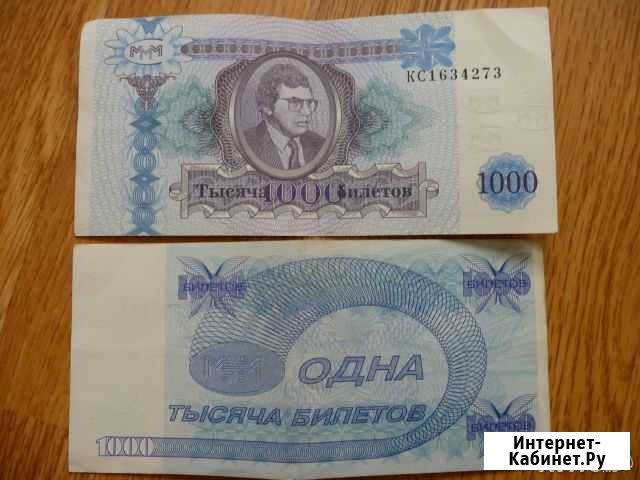 МММ
КС1634273
Тысяча 1000 билетов
1000
БИЛЕТОВ
БИЛЕТОВ
МММ
ОДНА
ТЫСЯЧА БИЛЕТОВ
БИЛЕТОВ
1000
Интернет-
Кабинет.Ру